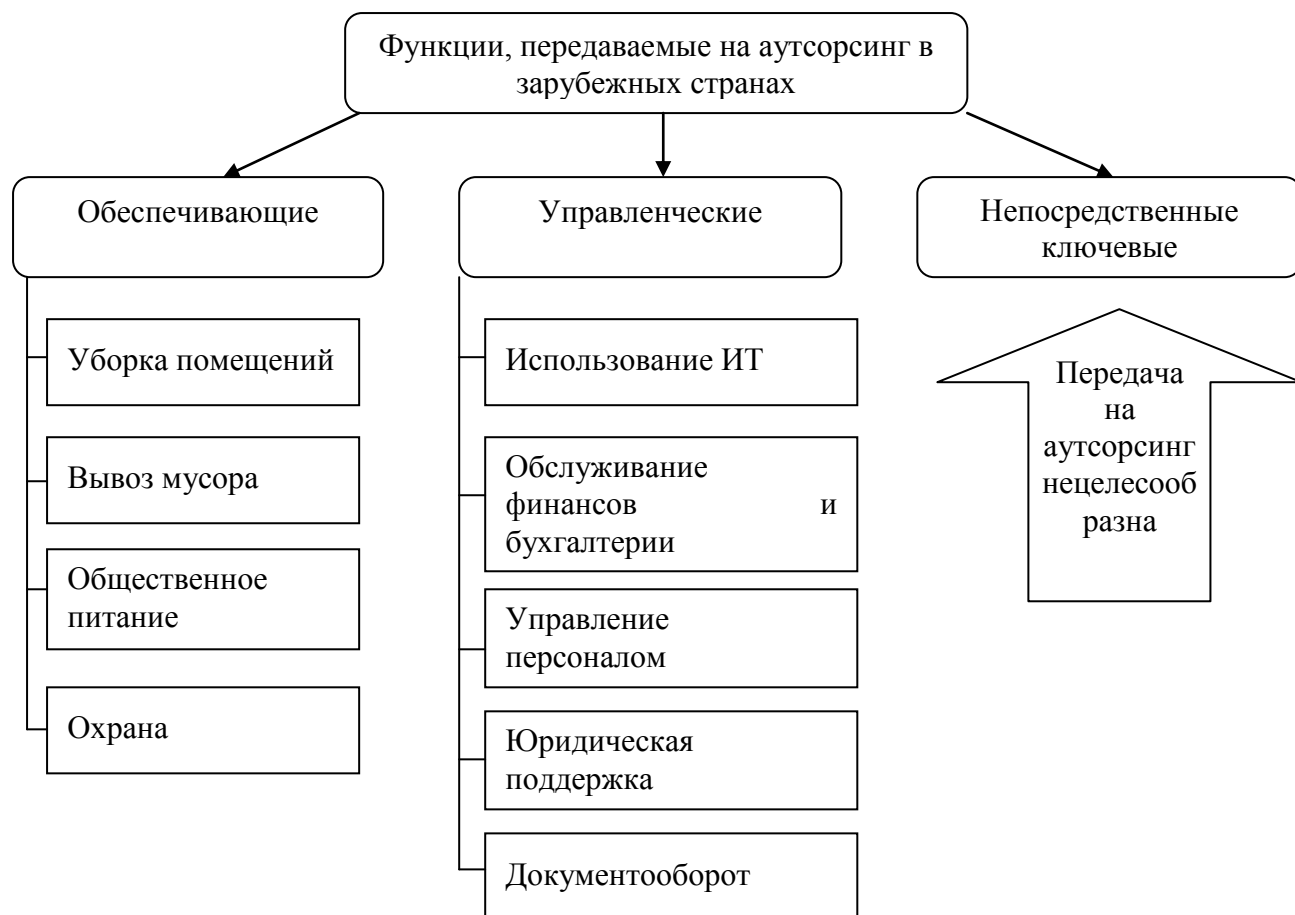 Функции, передаваемые на аутсорсинг в
зарубежных странах
Обеспечивающие
Управленческие
Непосредственные
ключевые
Уборка помещений
Вывоз мусора
Общественное
питание
Охрана
Использование ИТ
Обслуживание
финансов и
бухгалтерии
Управление
персоналом
Юридическая
поддержка
Документооборот
Передача
на
аутсорсинг
нецелесооб
разна